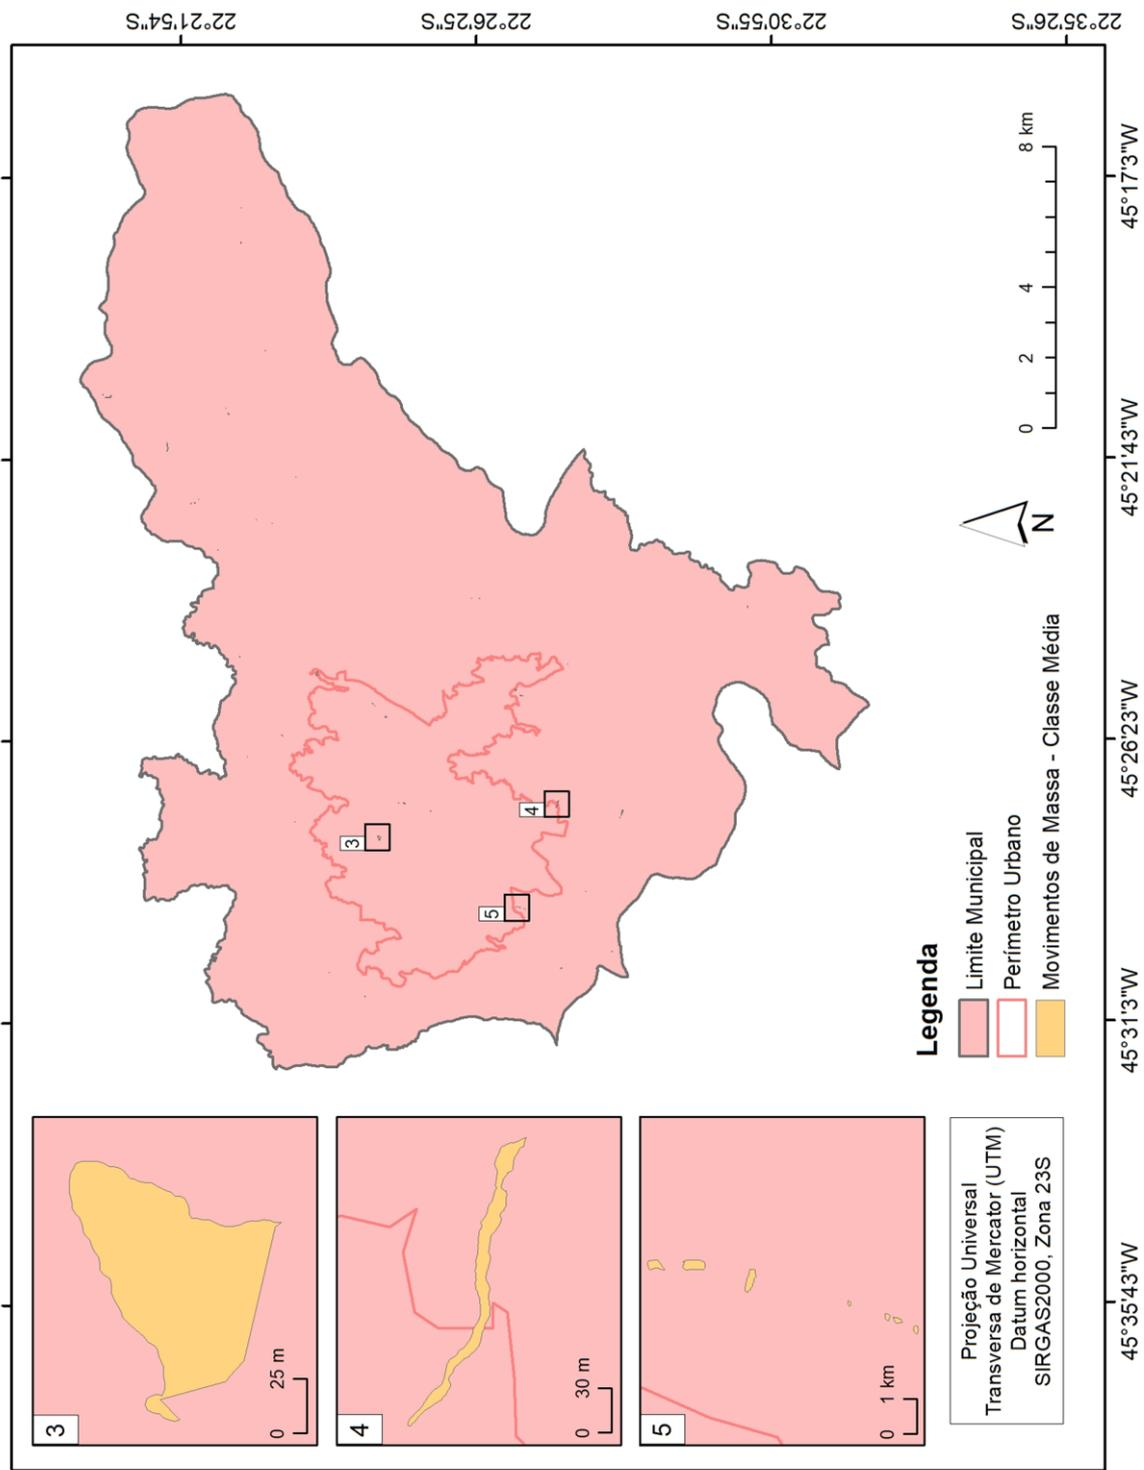 22°21'54"S
22°26'25"S
22°30'55"S
22°35'26"S
45°35'43"W
45°31'3"W
45°26'23"W
45°21'43"W
45°17'3"W
3
0 25 m
4
0 30 m
5
0 1 km
3
4
5
Projeção Universal
Transversa de Mercator (UTM)
Datum horizontal
SIRGAS2000, Zona 23S
Legenda
Limite Municipal
Perímetro Urbano
Movimentos de Massa - Classe Média
N
0 2 4 8 km